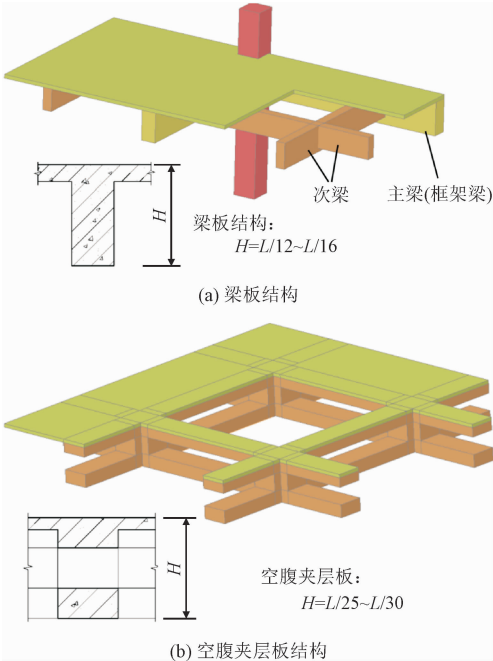 次梁
主梁(框架梁)
H
梁板结构：
H=L/12~L/16
(a) 梁板结构
H
空腹夹层板：
H=L/25~L/30
(b) 空腹夹层板结构